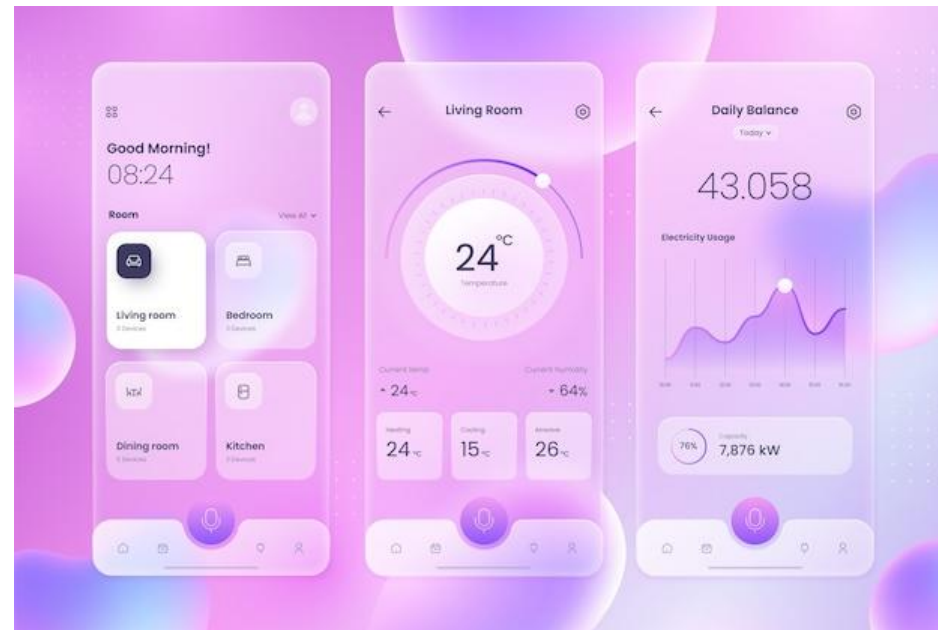 Good Morning!
08:24
Room
View All
Living room
Bedroom
Dining room
Kitchen
Living Room
24 °C
Temperature
Current temp
Current humidity
24 °C
64%
Heating
Cooling
24 °C
15 °C
26 °C
Daily Balance
Today
43.058
Electricity Usage
76%
Capacity
7,876 kW